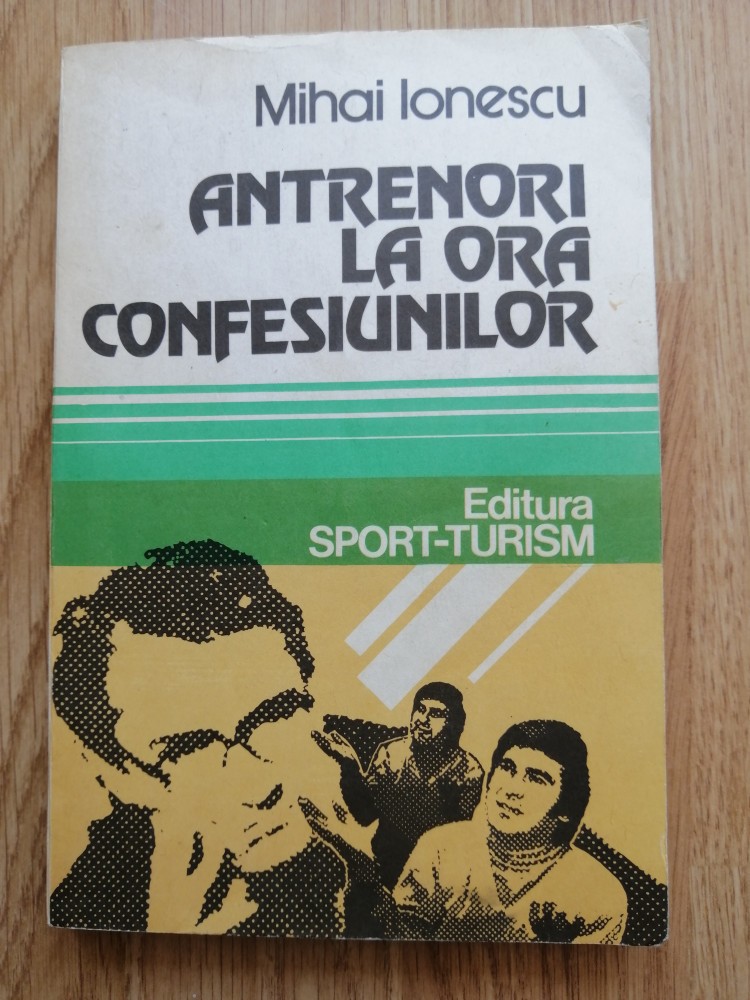 Mihai Ionescu
ANTRENORI
LA ORA
CONFESIUNILOR
Editura
SPORT-TURISM